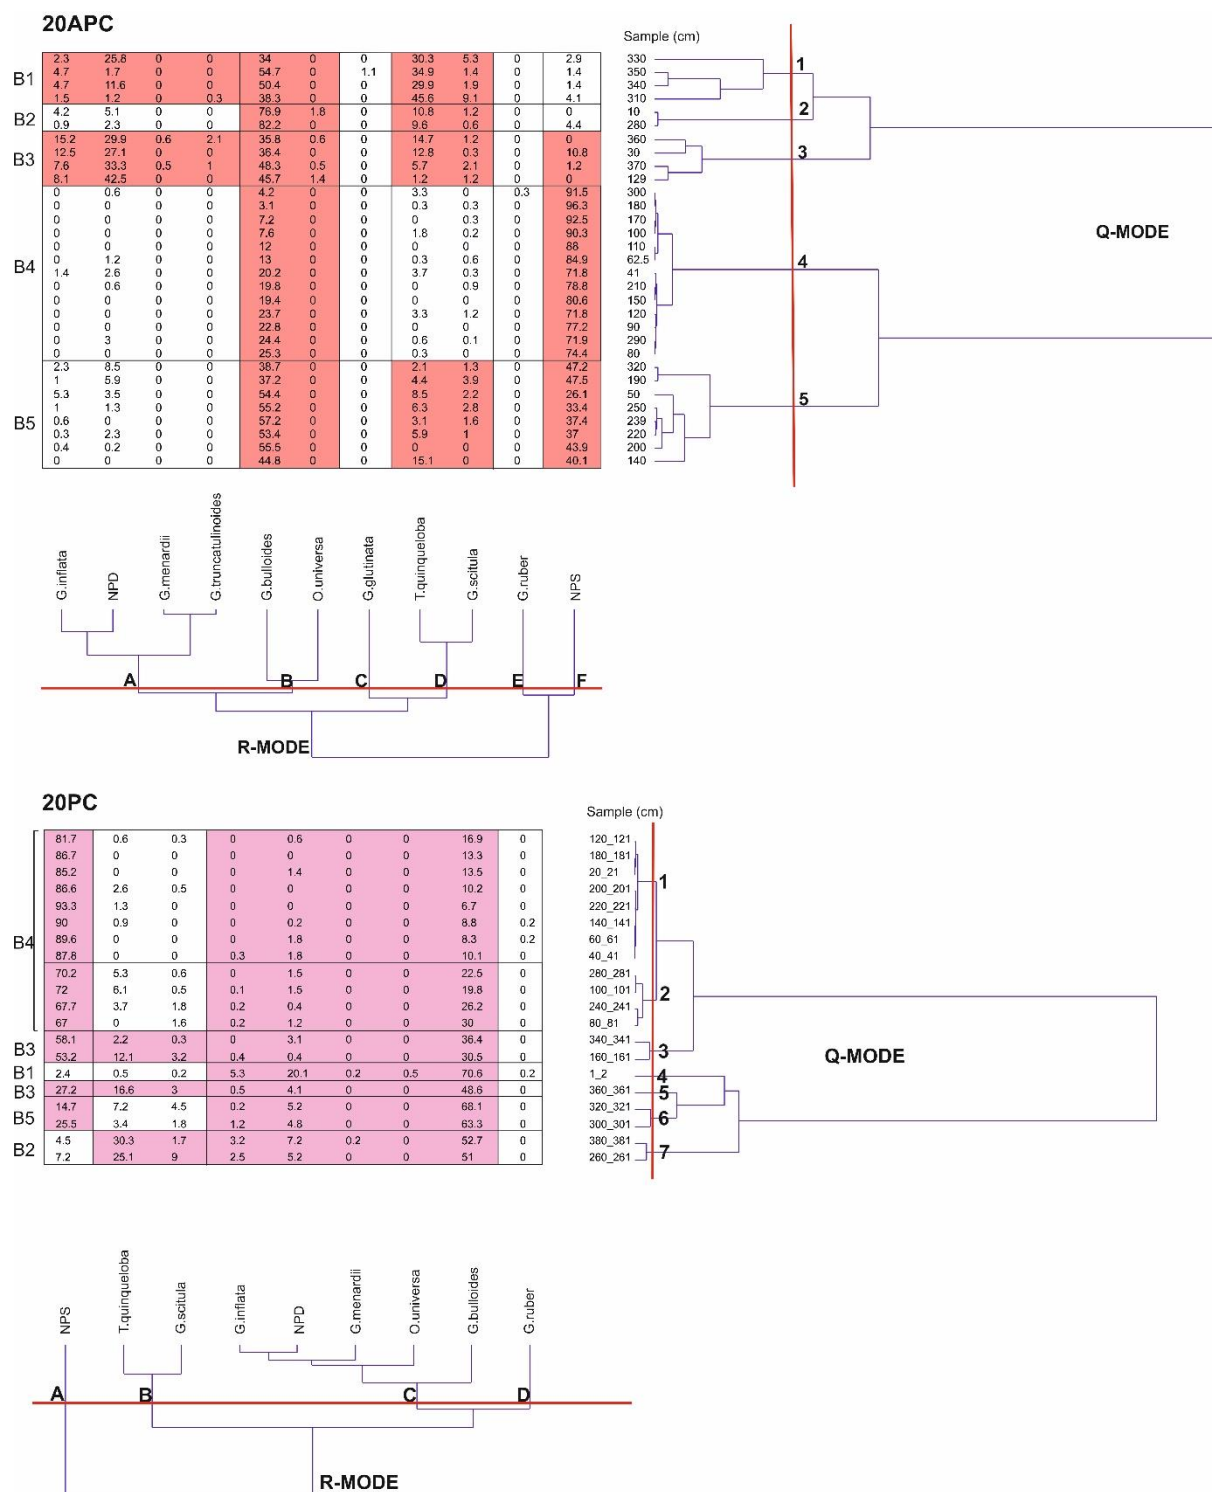 20APC
Sample (cm)
B1
2.3 25.8 0 0 34 0 0 30.3 5.3 0 2.9 330
4.7 1.7 0 0 54.7 0 1.1 34.9 1.4 0 1.4 350
4.7 11.6 0 0 50.4 0 0 29.9 1.9 0 1.4 340
1.5 1.2 0 0.3 38.3 0 0 45.6 9.1 0 4.1 310
1
B2
4.2 5.1 0 0 76.9 1.8 0 10.8 1.2 0 0 10
0.9 2.3 0 0 82.2 0 0 9.6 0.6 0 4.4 280
2
B3
15.2 29.9 0.6 2.1 35.8 0.6 0 14.7 1.2 0 0 360
12.5 27.1 0 0 36.4 0 0 12.8 0.3 0 10.8 30
7.6 33.3 0.5 1 48.3 0.5 0 5.7 2.1 0 1.2 370
8.1 42.5 0 0 45.7 1.4 0 1.2 1.2 0 0 129
3
B4
0 0.6 0 0 4.2 0 0 3.3 0 0.3 91.5 300
0 0 0 0 3.1 0 0 0.3 0.3 0 96.3 180
0 0 0 0 7.2 0 0 0 0.3 0 92.5 170
0 0 0 0 7.6 0 0 1.8 0.2 0 90.3 100
0 0 0 0 12 0 0 0 0 0 88 110
0 1.2 0 0 13 0 0 0.3 0.6 0 84.9 62.5
1.4 2.6 0 0 20.2 0 0 3.7 0.3 0 71.8 41
0 0.6 0 0 19.8 0 0 0 0.9 0 78.8 210
0 0 0 0 19.4 0 0 0 0 0 80.6 150
0 0 0 0 23.7 0 0 3.3 1.2 0 71.8 120
0 0 0 0 22.8 0 0 0 0 0 77.2 90
0 3 0 0 24.4 0 0 0.6 0.1 0 71.9 290
0 0 0 0 25.3 0 0 0.3 0 0 74.4 80
4
Q-MODE
B5
2.3 8.5 0 0 38.7 0 0 2.1 1.3 0 47.2 320
1 5.9 0 0 37.2 0 0 4.4 3.9 0 47.5 190
5.3 3.5 0 0 54.4 0 0 8.5 2.2 0 26.1 50
1 1.3 0 0 55.2 0 0 6.3 2.8 0 33.4 250
0.6 0 0 0 57.2 0 0 3.1 1.6 0 37.4 239
0.3 2.3 0 0 53.4 0 0 5.9 1 0 37 220
0.4 0.2 0 0 55.5 0 0 0 0 0 43.9 200
0 0 0 0 44.8 0 0 15.1 0 0 40.1 140
5
G.inflata
NPD
G.menardii
G.truncatulinoides
G.bulloides
O.universa
G.glutinata
T.quinqueloba
G.scitula
G.ruber
NPS
A B C D E F
R-MODE
20PC
Sample (cm)
B4
81.7 0.6 0.3 0 0.6 0 0 16.9 0 120_121
86.7 0 0 0 0 0 0 13.3 0 180_181
85.2 0 0 0 1.4 0 0 13.5 0 20_21
86.6 2.6 0.5 0 0 0 0 10.2 0 200_201
93.3 1.3 0 0 0 0 0 6.7 0 220_221
90 0.9 0 0 0.2 0 0 8.8 0.2 140_141
89.6 0 0 0 1.8 0 0 8.3 0.2 60_61
87.8 0 0 0.3 1.8 0 0 10.1 0 40_41
1
70.2 5.3 0.6 0 1.5 0 0 22.5 0 280_281
72 6.1 0.5 0.1 1.5 0 0 19.8 0 100_101
67.7 3.7 1.8 0.2 0.4 0 0 26.2 0 240_241
67 0 1.6 0.2 1.2 0 0 30 0 80_81
2
B3
58.1 2.2 0.3 0 3.1 0 0 36.4 0 340_341
53.2 12.1 3.2 0.4 0.4 0 0 30.5 0 160_161
3
Q-MODE
B1 2.4 0.5 0.2 5.3 20.1 0.2 0.5 70.6 0.2 1_2 4
B3 27.2 16.6 3 0.5 4.1 0 0 48.6 0 360_361 5
B5
14.7 7.2 4.5 0.2 5.2 0 0 68.1 0 320_321
25.5 3.4 1.8 1.2 4.8 0 0 63.3 0 300_301
6
B2
4.5 30.3 1.7 3.2 7.2 0.2 0 52.7 0 380_381
7.2 25.1 9 2.5 5.2 0 0 51 0 260_261
7
NPS
T.quinqueloba
G.scitula
G.inflata
NPD
G.menardii
O.universa
G.bulloides
G.ruber
A B C D
R-MODE